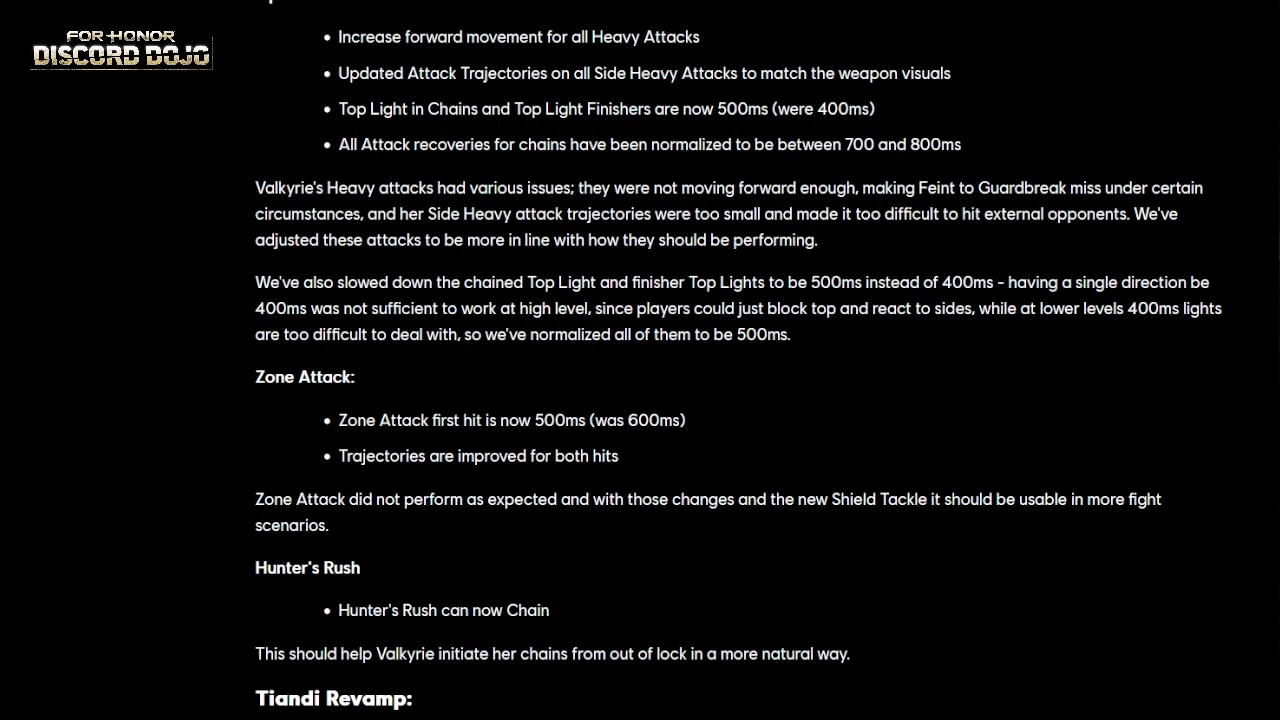 FOR HONOR
DISCORD DOJO
Increase forward movement for all Heavy Attacks
Updated Attack Trajectories on all Side Heavy Attacks to match the weapon visuals
Top Light in Chains and Top Light Finishers are now 500ms (were 400ms)
All Attack recoveries for chains have been normalized to be between 700 and 800ms
Valkyrie's Heavy attacks had various issues; they were not moving forward enough, making Feint to Guardbreak miss under certain
circumstances, and her Side Heavy attack trajectories were too small and made it too difficult to hit external opponents. We've
adjusted these attacks to be more in line with how they should be performing.
We've also slowed down the chained Top Light and finisher Top Lights to be 500ms instead of 400ms - having a single direction be
400ms was not sufficient to work at high level, since players could just block top and react to sides, while at lower levels 400ms lights
are too difficult to deal with, so we've normalized all of them to be 500ms.
Zone Attack:
Zone Attack first hit is now 500ms (was 600ms)
Trajectories are improved for both hits
Zone Attack did not perform as expected and with those changes and the new Shield Tackle it should be usable in more fight
scenarios.
Hunter's Rush
Hunter's Rush can now Chain
This should help Valkyrie initiate her chains from out of lock in a more natural way.
Tiandi Revamp: